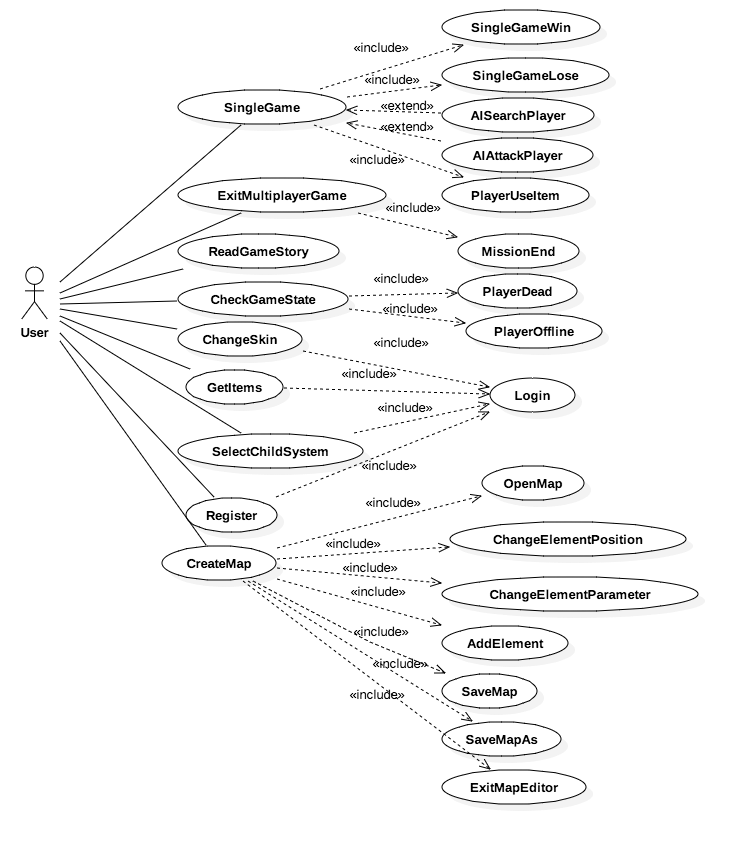 SingleGameWin
«include»
«include»
SingleGameLose
SingleGame
«extend»
AISearchPlayer
«extend»
AIAttackPlayer
«include»
ExitMultiplayerGame
PlayerUseItem
«include»
ReadGameStory
MissionEnd
«include»
CheckGameState
PlayerDead
«include»
PlayerOffline
User
ChangeSkin
«include»
«include»
GetItems
Login
«include»
SelectChildSystem
«include»
OpenMap
«include»
Register
«include»
ChangeElementPosition
CreateMap
«include»
«include»
ChangeElementParameter
«include»
AddElement
«include»
SaveMap
«include»
SaveMapAs
ExitMapEditor